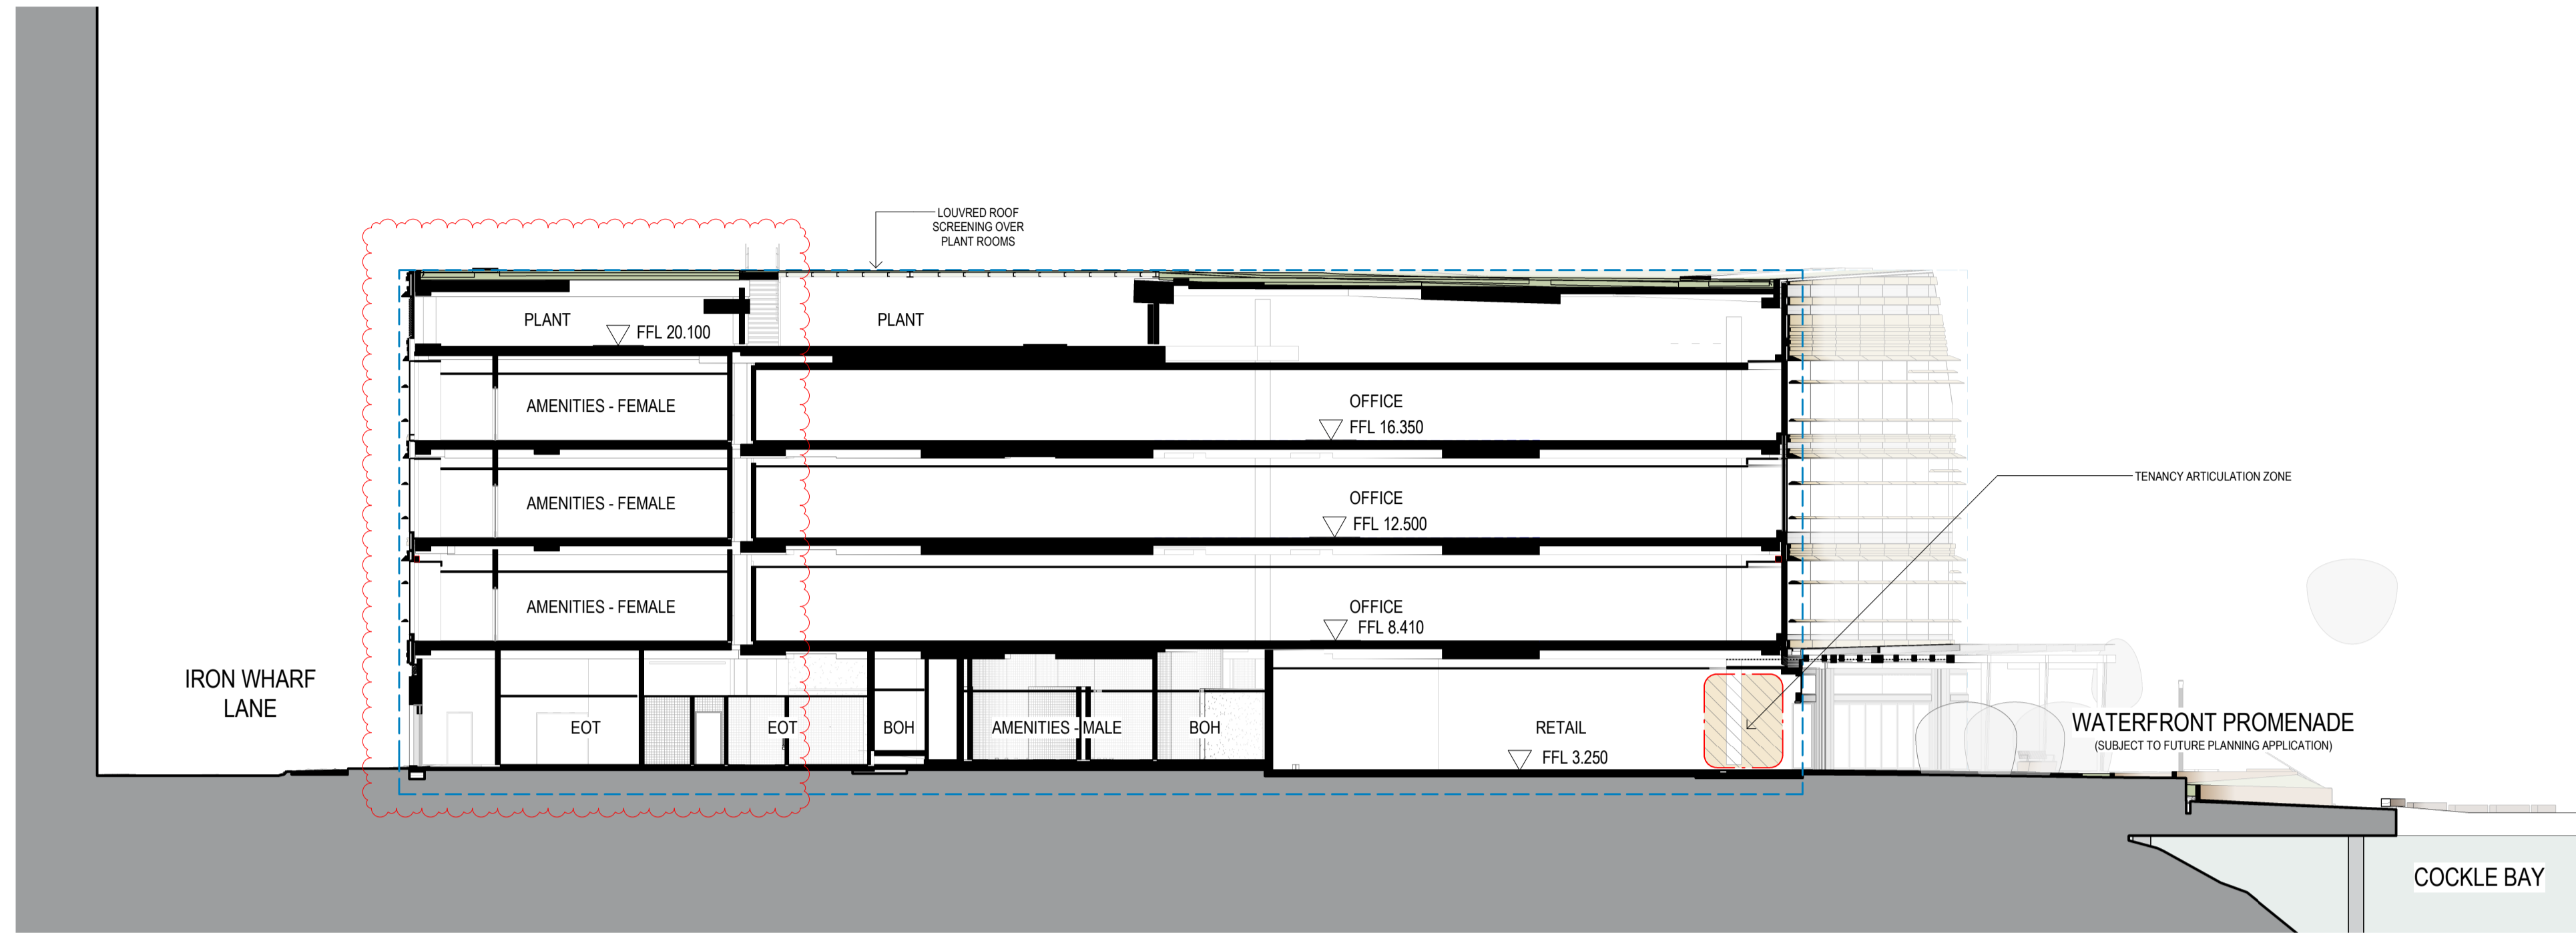 LOUVRED ROOF
SCREENING OVER
PLANT ROOMS
PLANT
FFL 20.100
PLANT
AMENITIES - FEMALE
OFFICE
FFL 16.350
AMENITIES - FEMALE
OFFICE
FFL 12.500
TENANCY ARTICULATION ZONE
AMENITIES - FEMALE
OFFICE
FFL 8.410
IRON WHARF
LANE
EOT
EOT
BOH
AMENITIES - MALE
BOH
RETAIL
FFL 3.250
WATERFRONT PROMENADE
(SUBJECT TO FUTURE PLANNING APPLICATION)
COCKLE BAY